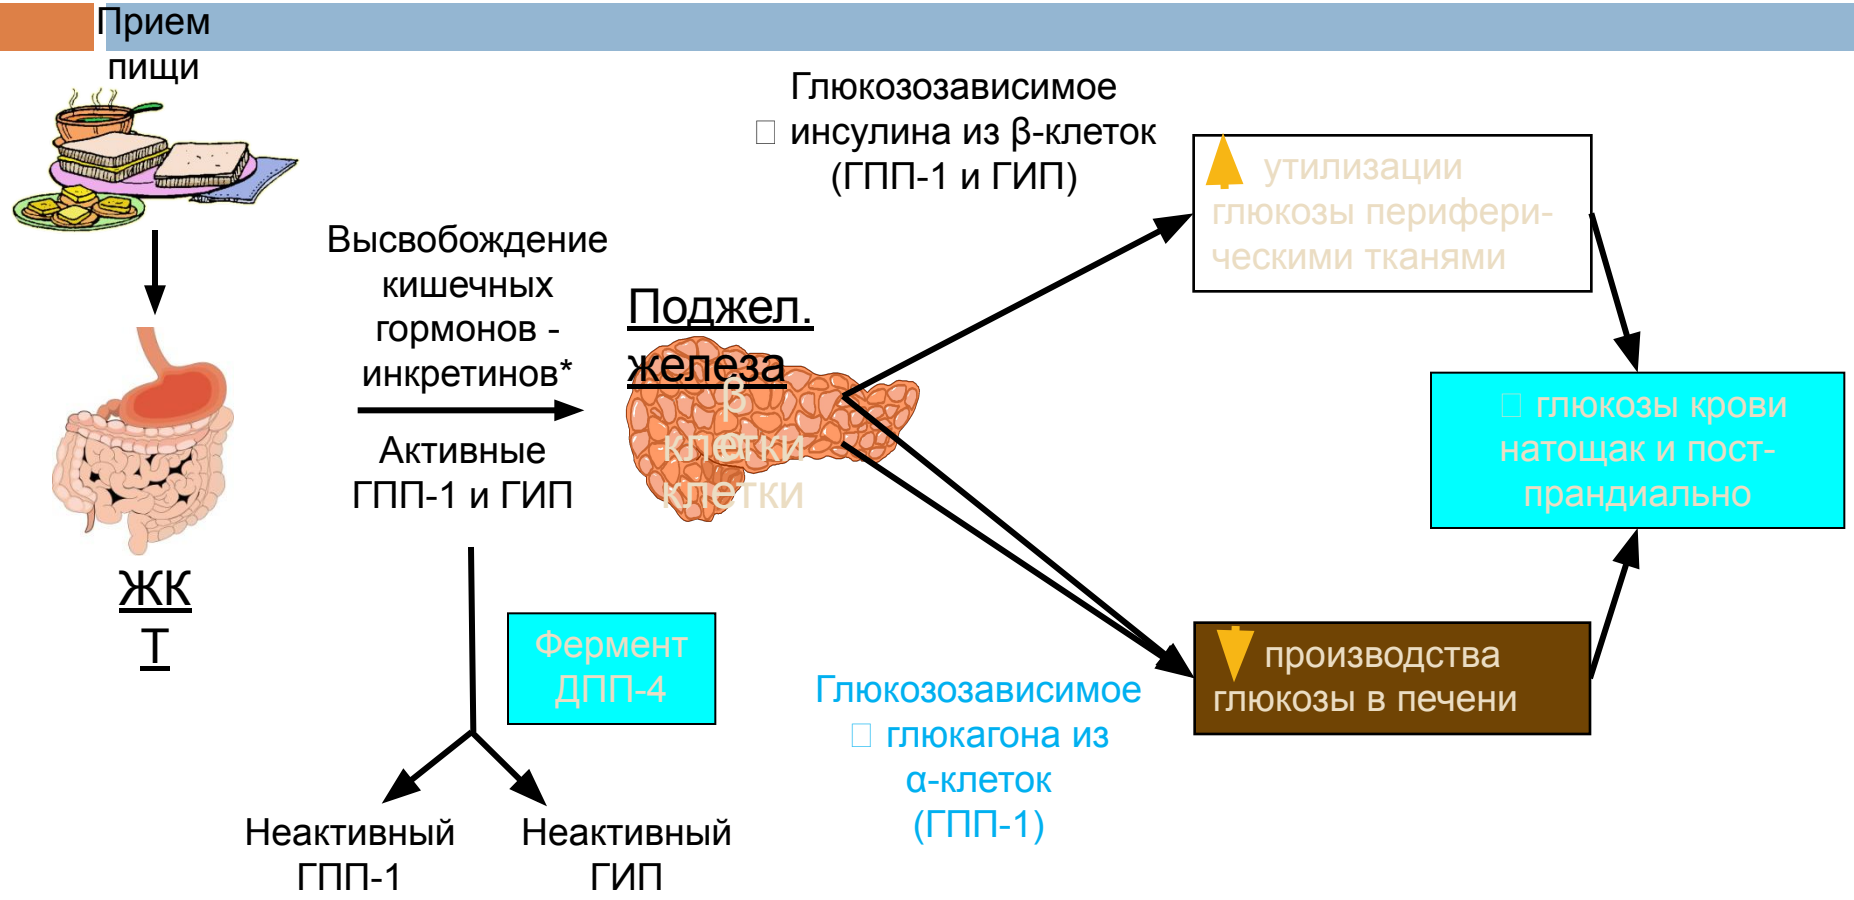 Прием
пищи
Глюкозозависимое
□ инсулина из β-клеток
(ГПП-1 и ГИП)
утилизации
глюкозы перифери-
ческими тканями
Высвобождение
кишечных
гормонов -
инкретинов*
Активные
ГПП-1 и ГИП
Поджел.
железа
β
клетки
клетки
□ глюкозы крови
натощак и пост-
прандиально
ЖК
Т
Фермент
ДПП-4
Глюкозозависимое
□ глюкагона из
α-клеток
(ГПП-1)
производства
глюкозы в печени
Неактивный
ГПП-1
Неактивный
ГИП